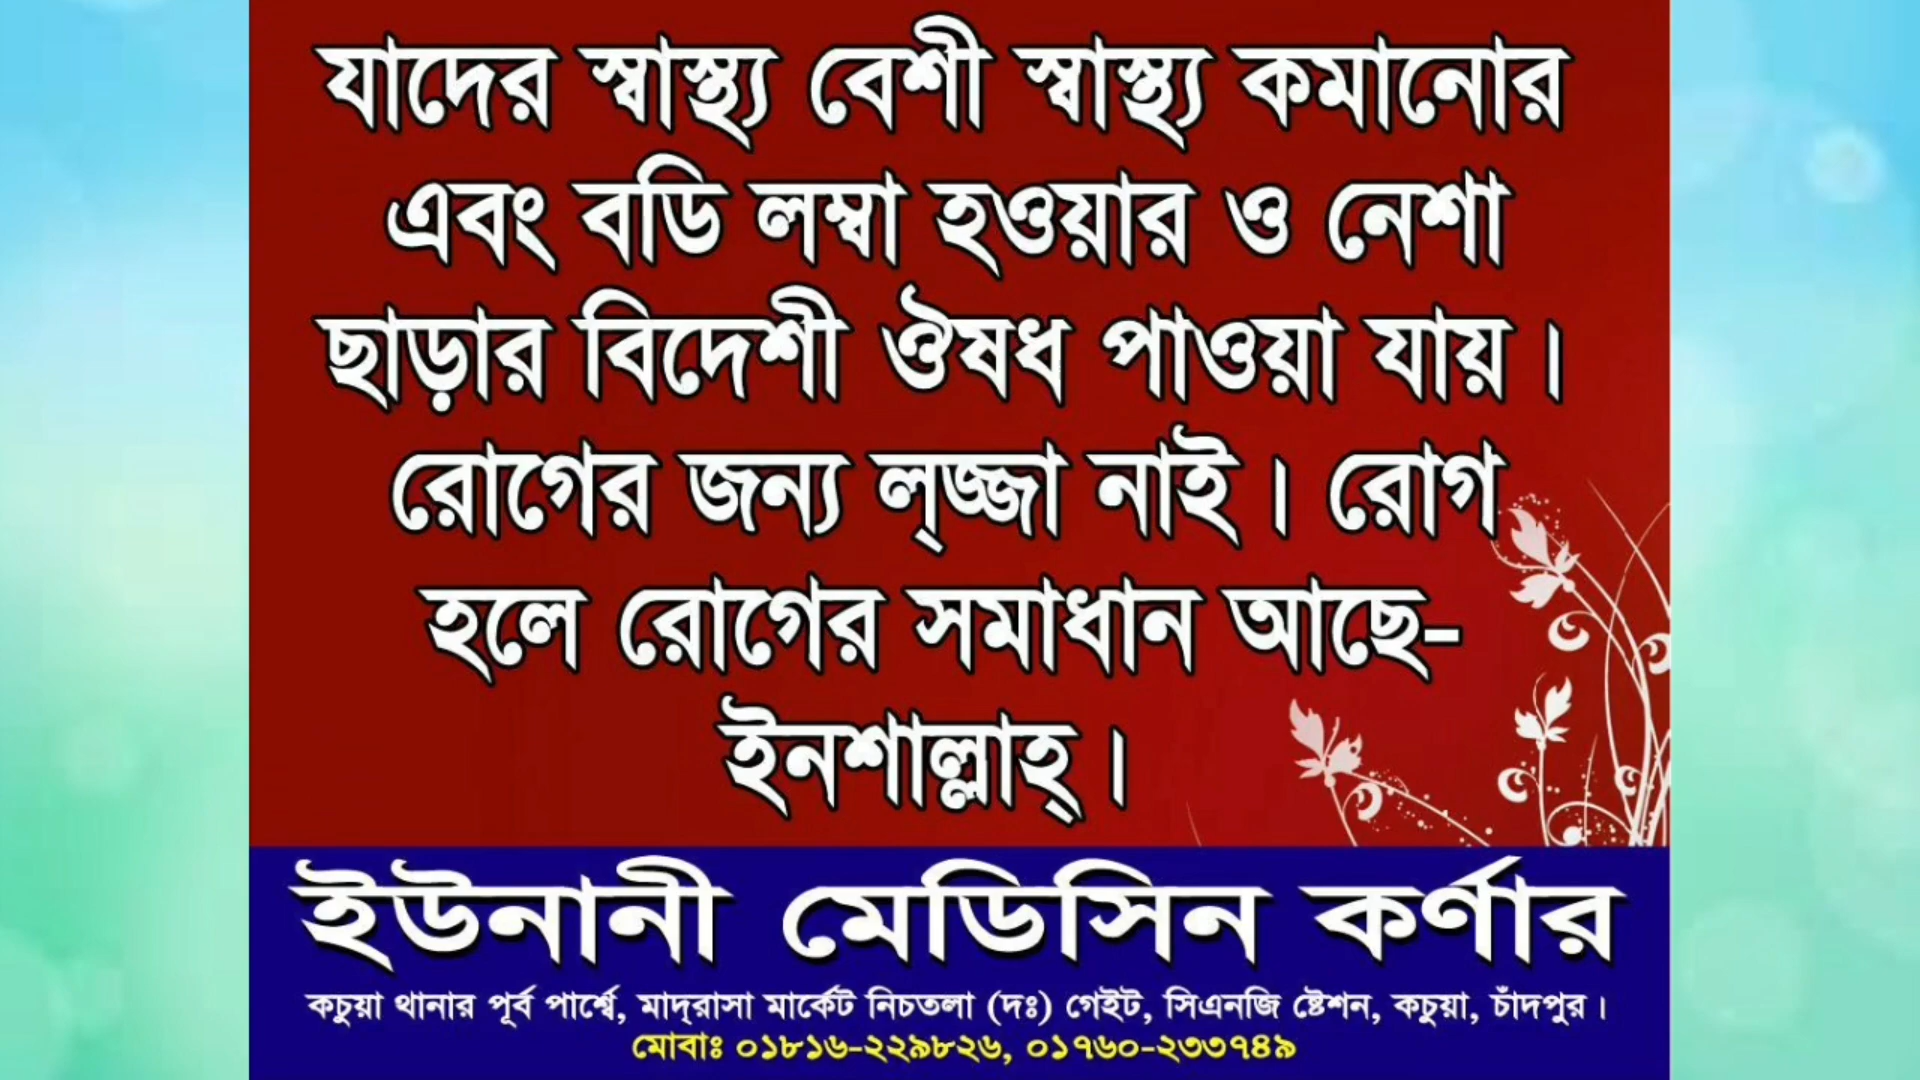 যাদের স্বাস্থ্য বেশী স্বাস্থ্য কমানোর
এবং বডি লম্বা হওয়ার ও নেশা
ছাড়ার বিদেশী ঔষধ পাওয়া যায়।
রোগের জন্য ল্জ্জা নাই। রোগ
হলে রোগের সমাধান আছে-
ইনশাল্লাহ্।
ইউনানী মেডিসিন কর্ণার
কচুয়া থানার পূর্ব পার্শ্বে, মাদ্‌রাসা মার্কেট নিচতলা (দঃ) গেইট, সিএনজি ষ্টেশন, কচুয়া, চাঁদপুর।
মোবাঃ ০১৮১৬-২২৯৮২৬, ০১৭৬০-২৩৩৭৪৯